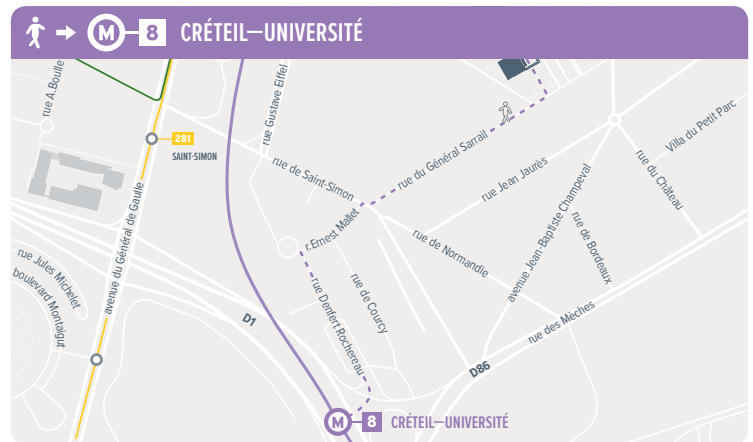 M 8 CRÉTEIL—UNIVERSITÉ
rue A.Boulle
rue Gustave Eiffel
281
SAINT-SIMON
rue de Saint-Simon
rue du Général Sarrail
Villa du Petit Parc
rue du Château
rue Jean Jaurès
avenue Jean-Baptiste Champeval
rue de Bordeaux
r.Ernest Mallet
rue de Normandie
avenue du Général de Gaulle
rue Jules Michelet
boulevard Montaigut
rue Denfert Rochereau
rue de Courcy
D1
rue des Mèches
D86
M 8 CRÉTEIL—UNIVERSITÉ